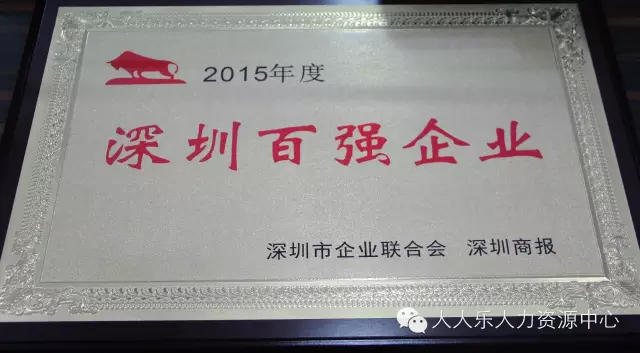 2015年度
深圳百强企业
深圳市企业联合会 深圳商报
人人乐人力资源中心